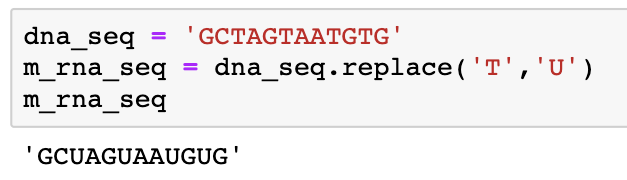 dna_seq = 'GCTAGTAATGTG'
m_rna_seq = dna_seq.replace('T','U')
m_rna_seq
'GCUAGUAAUGUG'